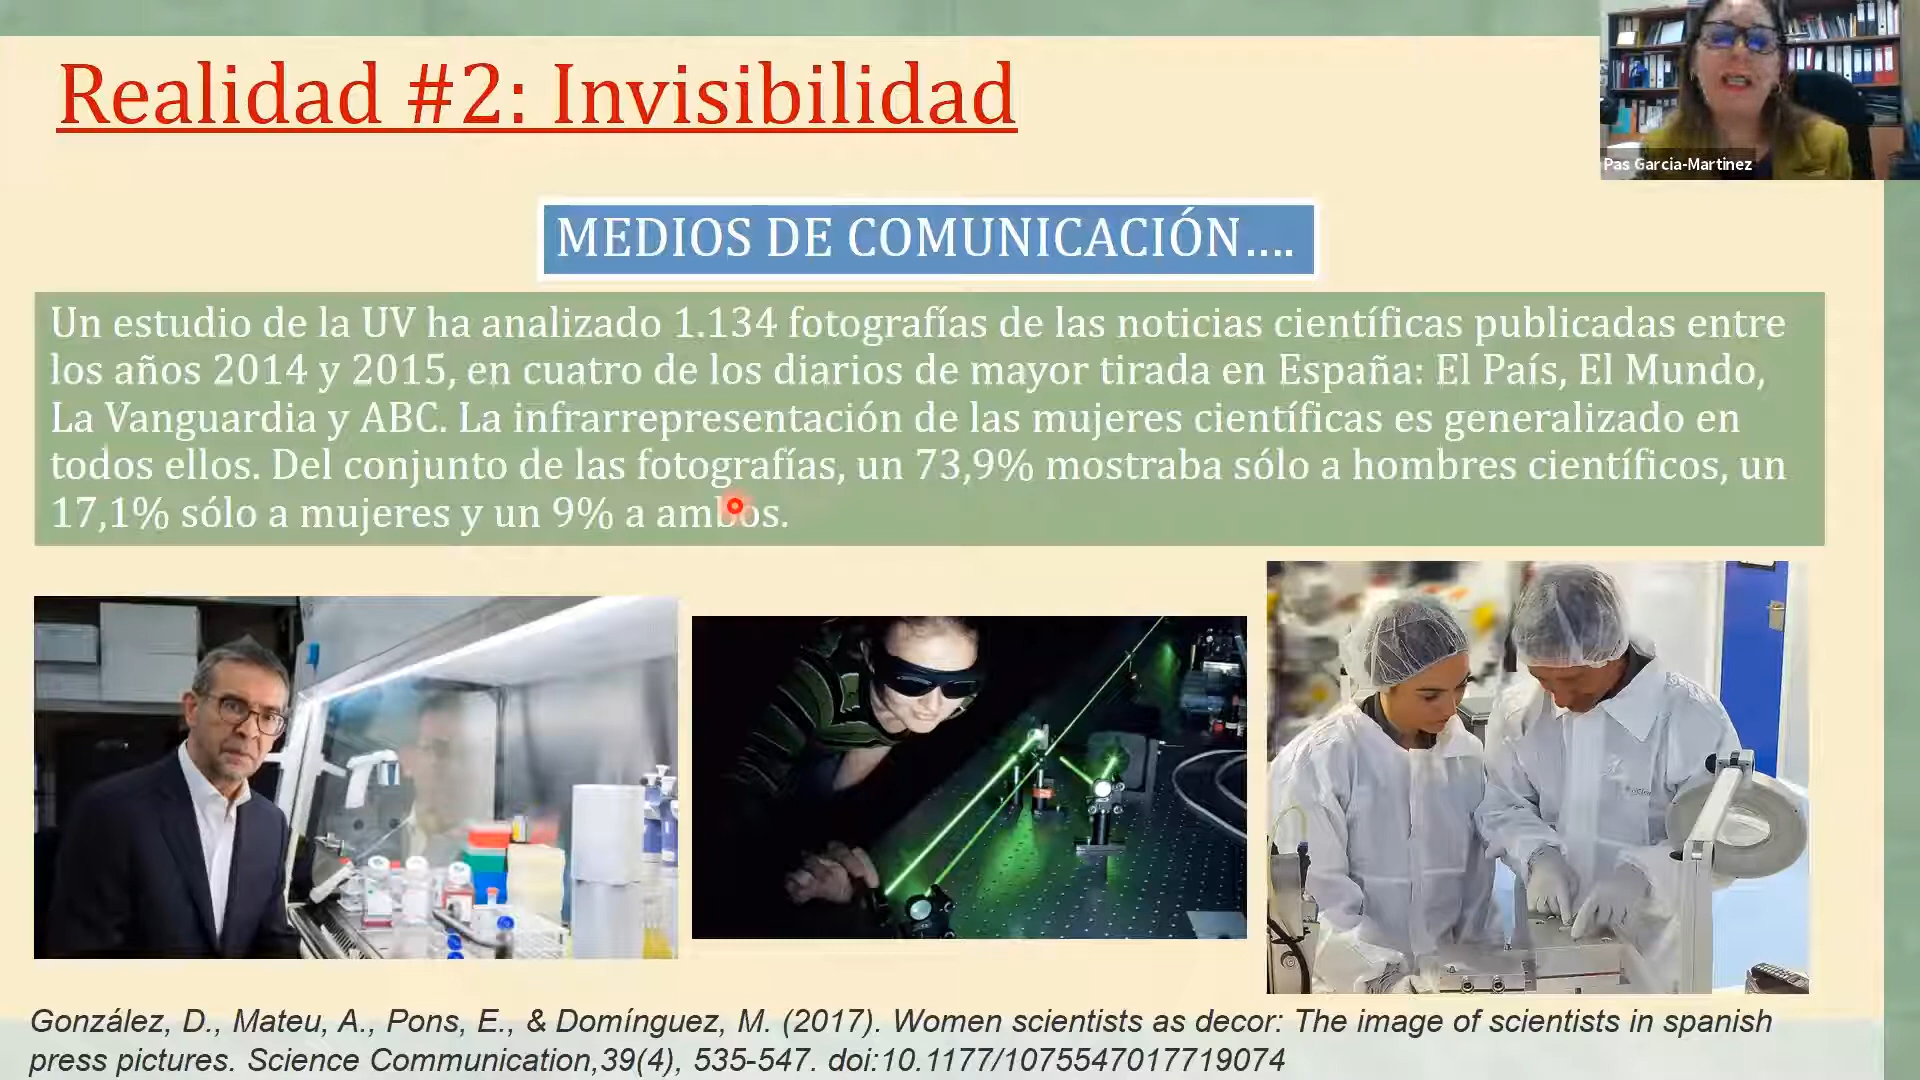 Realidad #2: Invisibilidad
Pas Garcia-Martinez
MEDIOS DE COMUNICACIÓN....
Un estudio de la UV ha analizado 1.134 fotografías de las noticias científicas publicadas entre
los años 2014 y 2015, en cuatro de los diarios de mayor tirada en España: El País, El Mundo,
La Vanguardia y ABC. La infrarrepresentación de las mujeres científicas es generalizado en
todos ellos. Del conjunto de las fotografías, un 73,9% mostraba sólo a hombres científicos, un
17,1% sólo a mujeres y un 9% a ambos.
González, D., Mateu, A., Pons, E., & Domínguez, M. (2017). Women scientists as decor: The image of scientists in spanish
press pictures. Science Communication,39(4), 535-547. doi:10.1177/1075547017719074